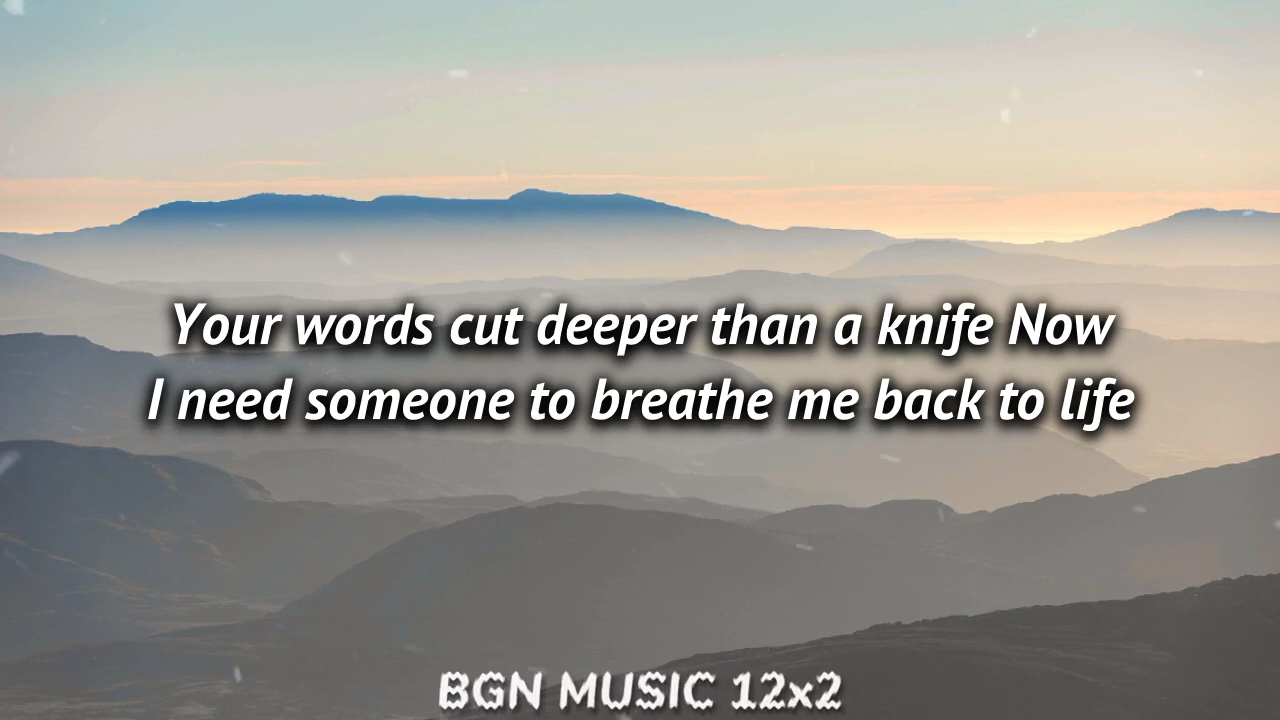 Your words cut deeper than a knife Now
I need someone to breathe me back to life
BGN MUSIC 12x2